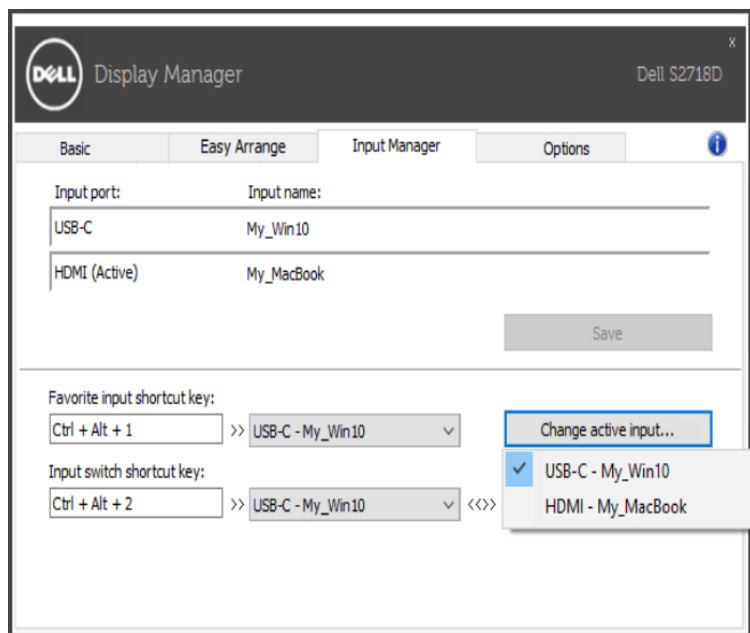 DELL Display Manager
x
Dell S2718D
Basic Easy Arrange Input Manager Options i
Input port: Input name:
USB-C My_Win10
HDMI (Active) My_MacBook
Save
Favorite input shortcut key:
Ctrl + Alt + 1 >> USB-C - My_Win10 Change active input...
Input switch shortcut key:
USB-C - My_Win10
Ctrl + Alt + 2 >> USB-C - My_Win10 <<>>
HDMI - My_MacBook